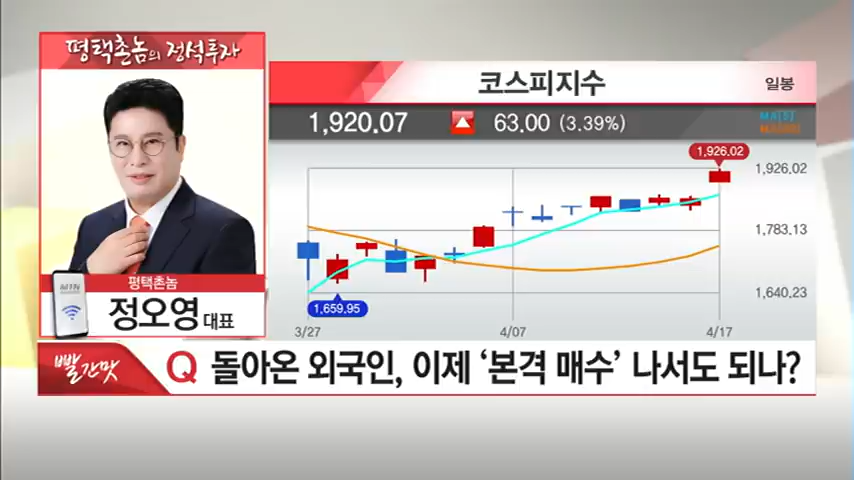 평택촌놈의 정석투자
코스피지수
일봉
1,920.07
63.00 (3.39%)
1,926.02
1,926.02
1,783.13
1,640.23
1,659.95
3/27
4/07
4/17
MTN
평택촌놈
정오영 대표
빨간맛
Q 돌아온 외국인, 이제 ‘본격 매수’ 나서도 되나?